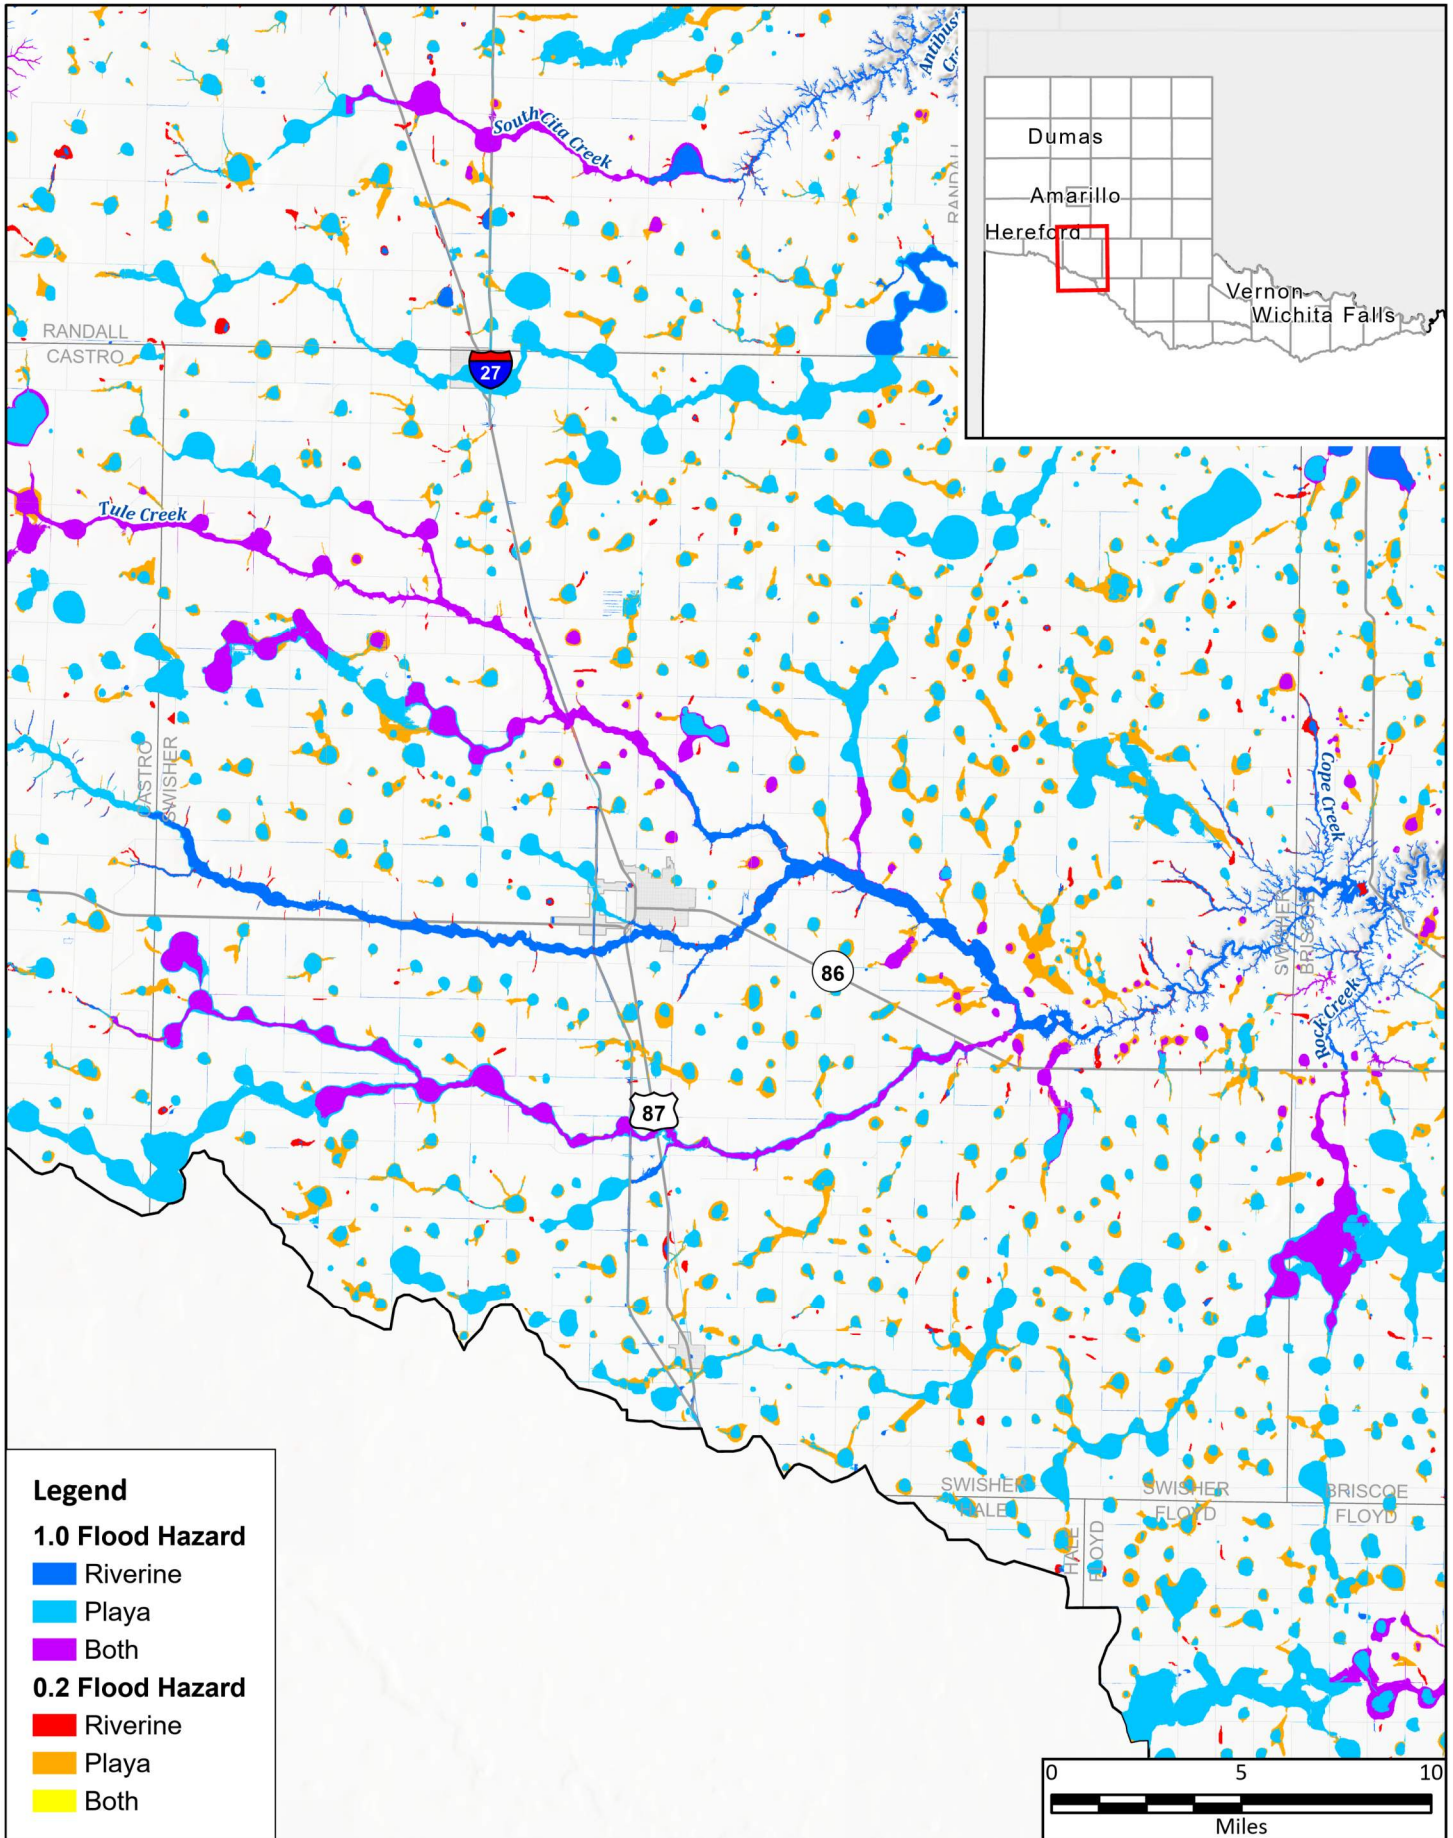 Antibus
Cre
South Cita Creek
RANDALL
Dumas
Amarillo
Hereford
Vernon
Wichita Falls
RANDALL
CASTRO
27
Tule Creek
CASTRO
SWISHER
Cope Creek
86
SWISHER
BRISCOE
Rock Creek
87
SWISHER
HALE
SWISHER
FLOYD
BRISCOE
FLOYD
HALE
FLOYD
Legend
1.0 Flood Hazard
Riverine
Playa
Both
0.2 Flood Hazard
Riverine
Playa
Both
0 5 10
Miles